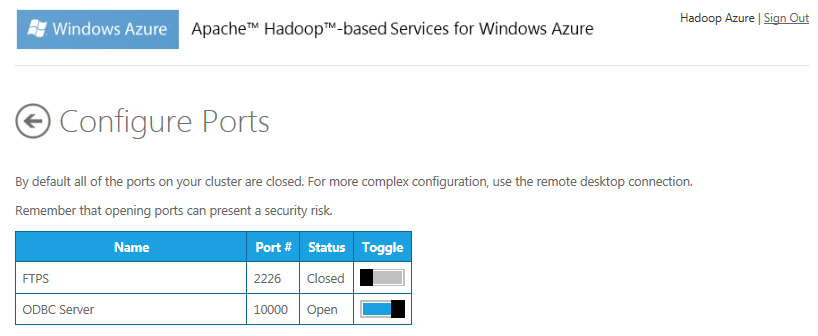 Windows Azure Apache™ Hadoop™-based Services for Windows Azure Hadoop Azure | Sign Out
Configure Ports
By default all of the ports on your cluster are closed. For more complex configuration, use the remote desktop connection.
Remember that opening ports can present a security risk.
Name Port # Status Toggle
FTPS 2226 Closed
ODBC Server 10000 Open